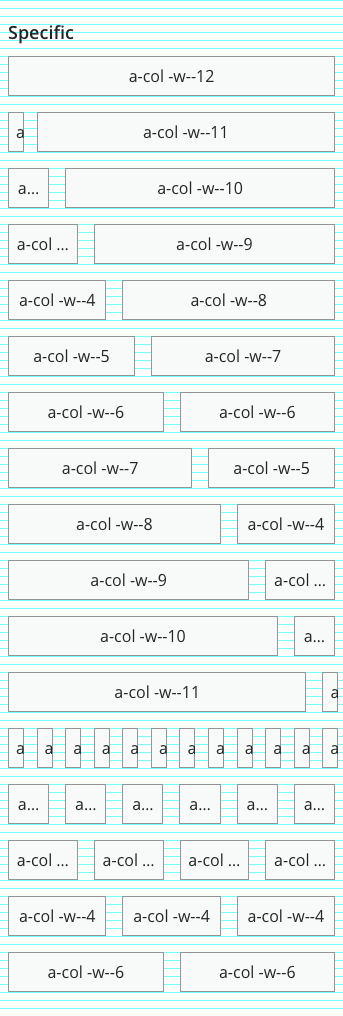 Specific
a-col -w--12
a a-col -w--11
a... a-col -w--10
a-col ... a-col -w--9
a-col -w--4 a-col -w--8
a-col -w--5 a-col -w--7
a-col -w--6 a-col -w--6
a-col -w--7 a-col -w--5
a-col -w--8 a-col -w--4
a-col -w--9 a-col ...
a-col -w--10 a...
a-col -w--11 a
a a a a a a a a a a a a
a... a... a... a... a... a...
a-col ... a-col ... a-col ... a-col ...
a-col -w--4 a-col -w--4 a-col -w--4
a-col -w--6 a-col -w--6